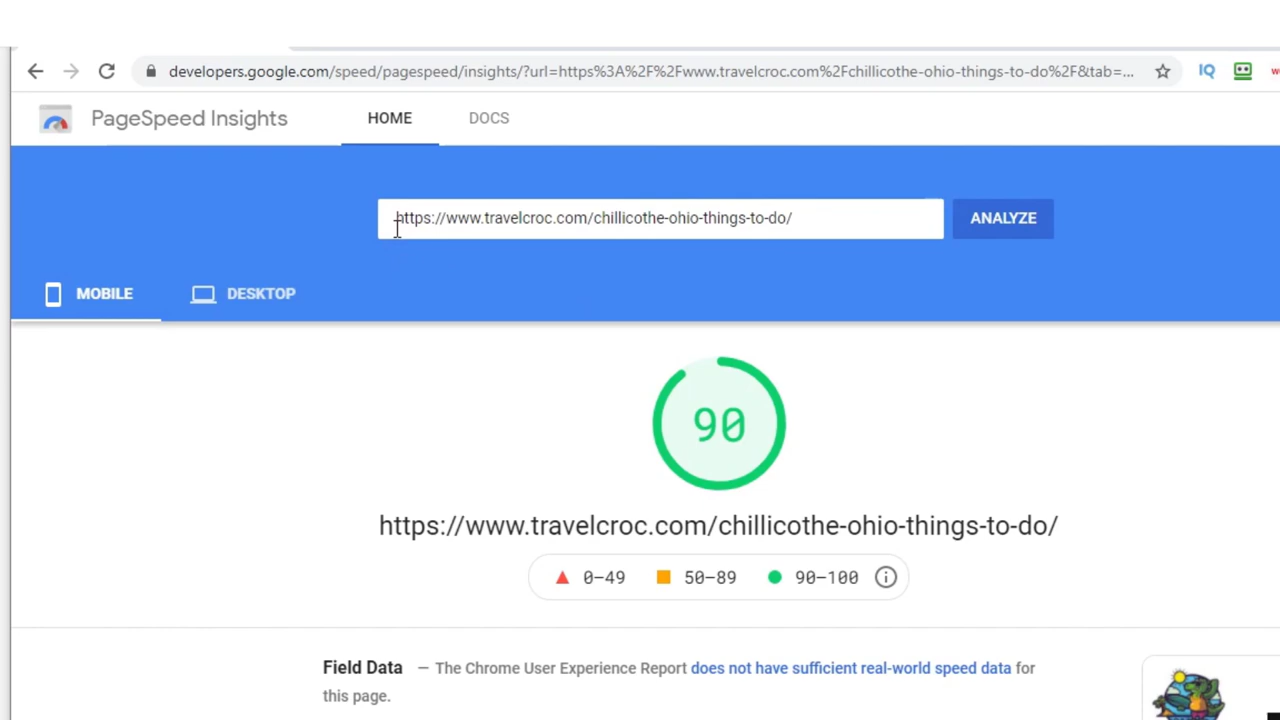 developers.google.com/speed/pagespeed/insights/?url=https%3A%2F%2Fwww.travelcroc.com%2Fchillicothe-ohio-things-to-do%2F&tab=...
IQ
PageSpeed Insights
HOME
DOCS
https://www.travelcroc.com/chillicothe-ohio-things-to-do/
ANALYZE
MOBILE
DESKTOP
90
https://www.travelcroc.com/chillicothe-ohio-things-to-do/
0–49
50–89
90–100
Field Data — The Chrome User Experience Report does not have sufficient real-world speed data for
this page.